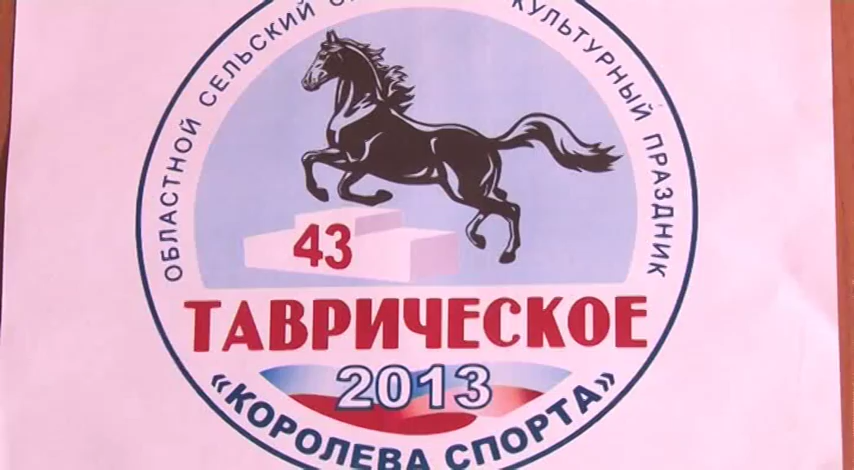 ОБЛАСТНОЙ СЕЛЬСКИЙ КУЛЬТУРНЫЙ ПРАЗДНИК
43
ТАВРИЧЕСКОЕ
2013
«КОРОЛЕВА СПОРТА»